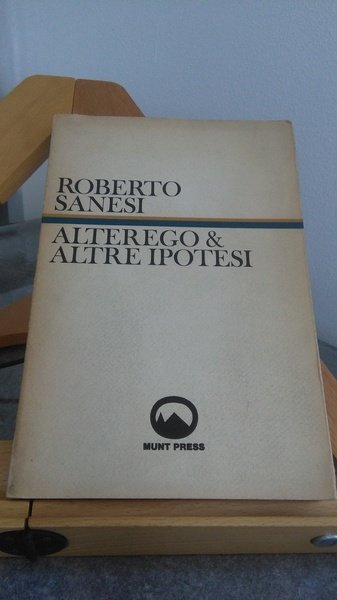 ROBERTO
SANESI
ALTEREGO &
ALTRE IPOTESI
MUNT PRESS